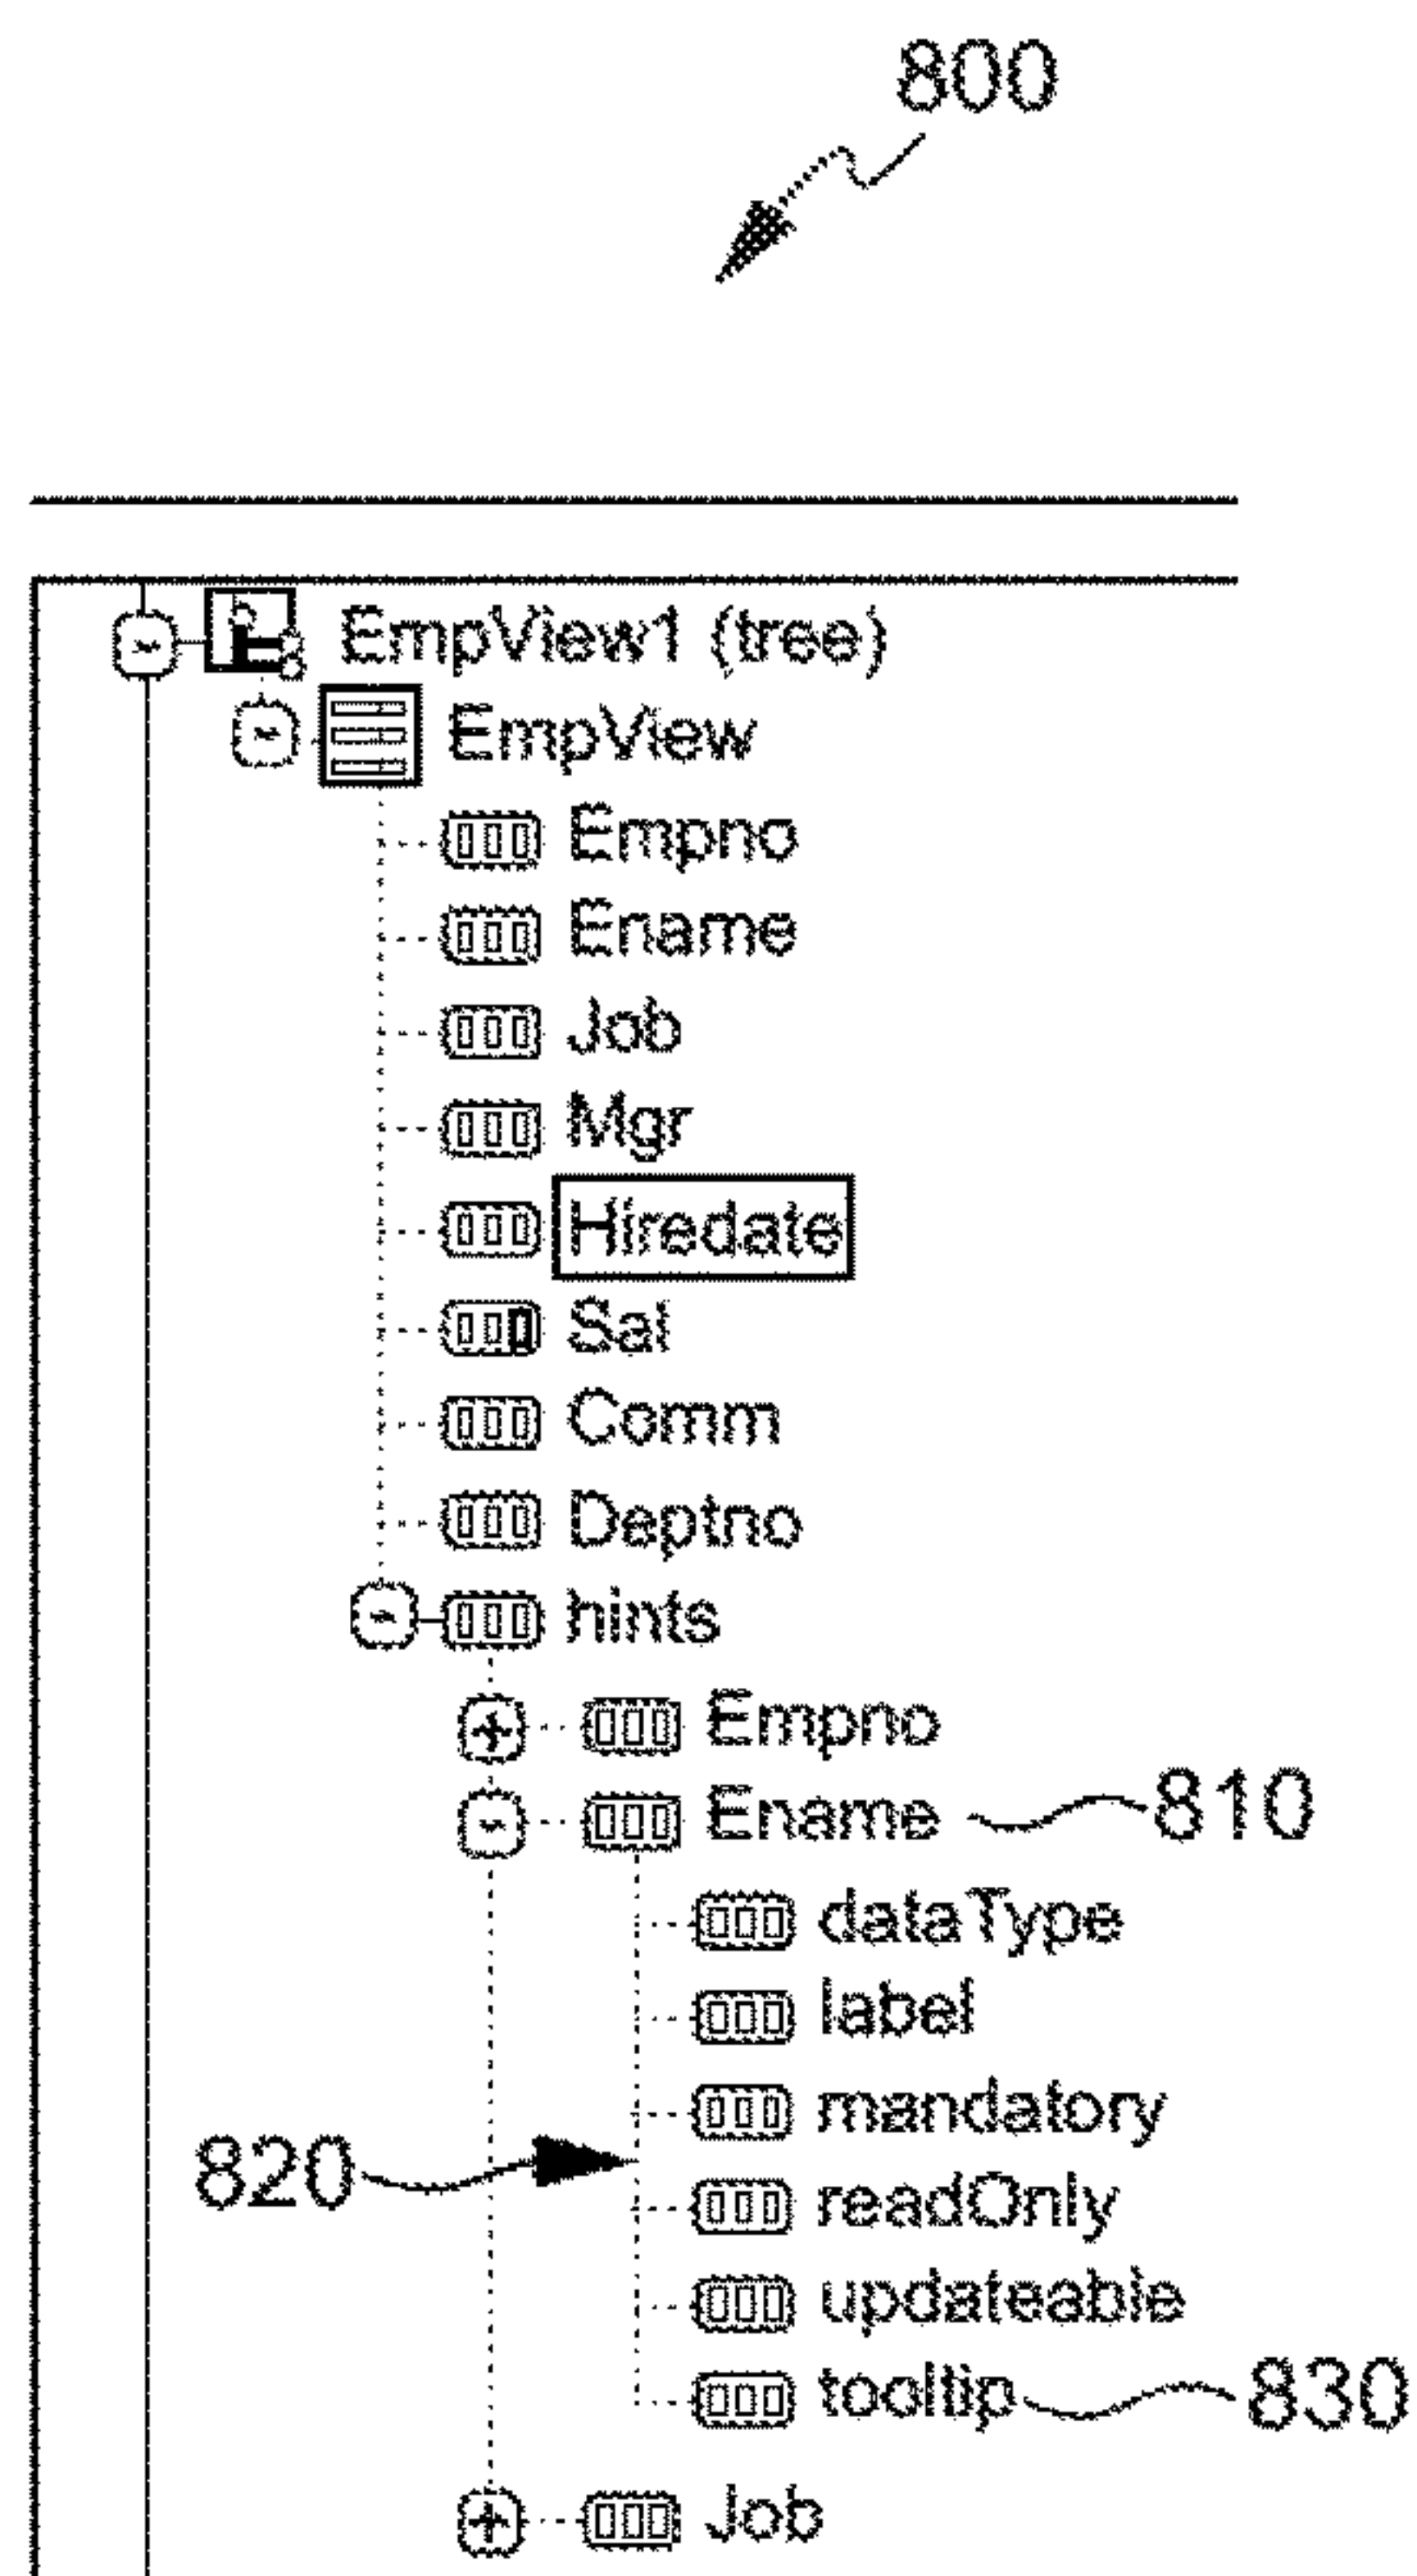 800
EmpView1 (tree)
EmpView
Empno
Ename
Job
Mgr
Hiredate
Sal
Comm
Deptno
hints
Empno
Ename 810
dataType
label
mandatory
820
readOnly
updateable
tooltip 830
Job